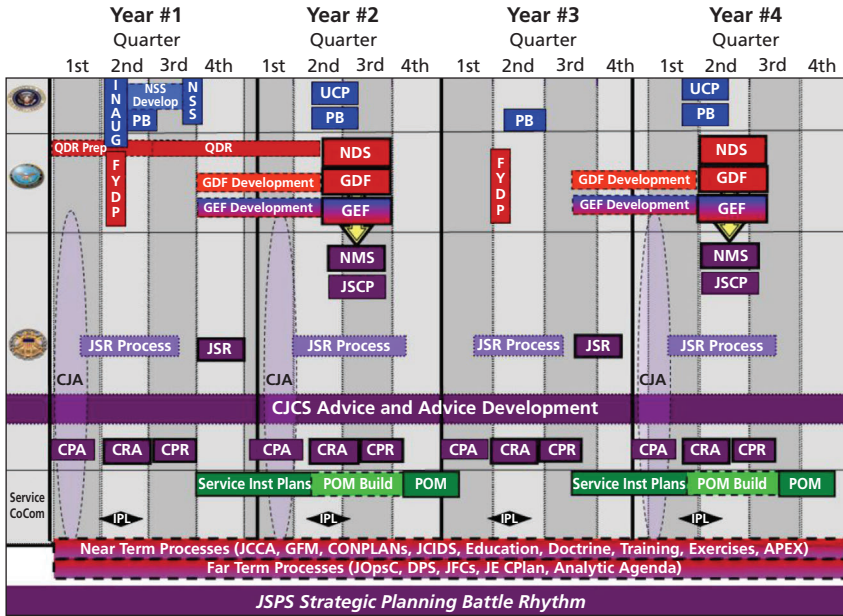 Year #1 Year #2 Year #3 Year #4
Quarter Quarter Quarter Quarter
1st 2nd 3rd 4th 1st 2nd 3rd 4th 1st 2nd 3rd 4th 1st 2nd 3rd 4th
INAUG
NSS
Develop
NSS
PB
UCP
PB
PB
UCP
PB
QDR Prep
QDR
FYDP
NDS
GDF Development
GDF
GEF Development
GEF
FYDP
NDS
GDF Development
GDF
GEF Development
GEF
NMS
JSCP
NMS
JSCP
JSR Process JSR JSR Process JSR Process JSR JSR Process
CJA CJA CJA
CJCS Advice and Advice Development
CPA CRA CPR CPA CRA CPR CPA CRA CPR CPA CRA CPR
Service
CoCom
Service Inst Plans POM Build POM Service Inst Plans POM Build POM
IPL IPL IPL IPL
Near Term Processes (JCCA, GFM, CONPLANs, JCIDS, Education, Doctrine, Training, Exercises, APEX)
Far Term Processes (JOpsC, DPS, JFCs, JE CPlan, Analytic Agenda)
JSPS Strategic Planning Battle Rhythm